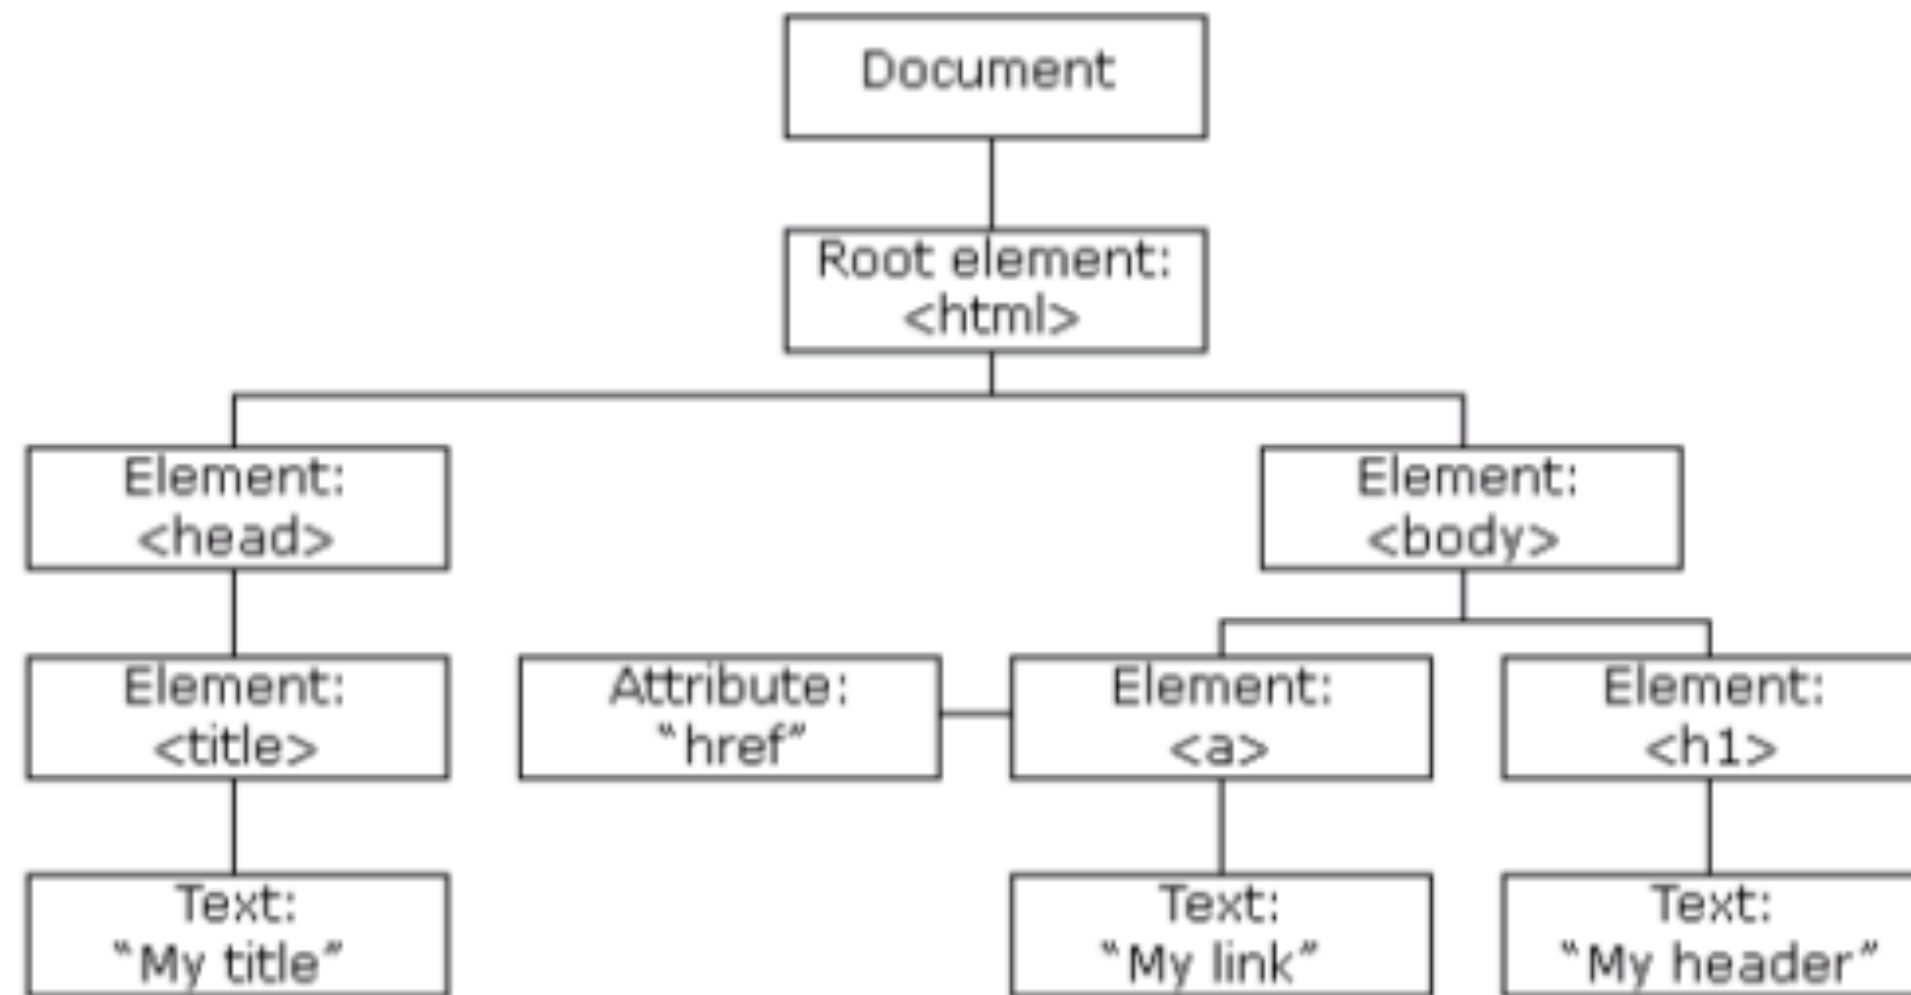 Document
Root element:
<html>
Element:
<head>
Element:
<body>
Element:
<title>
Attribute:
“href”
Element:
<a>
Element:
<h1>
Text:
“My title”
Text:
“My link”
Text:
“My header”